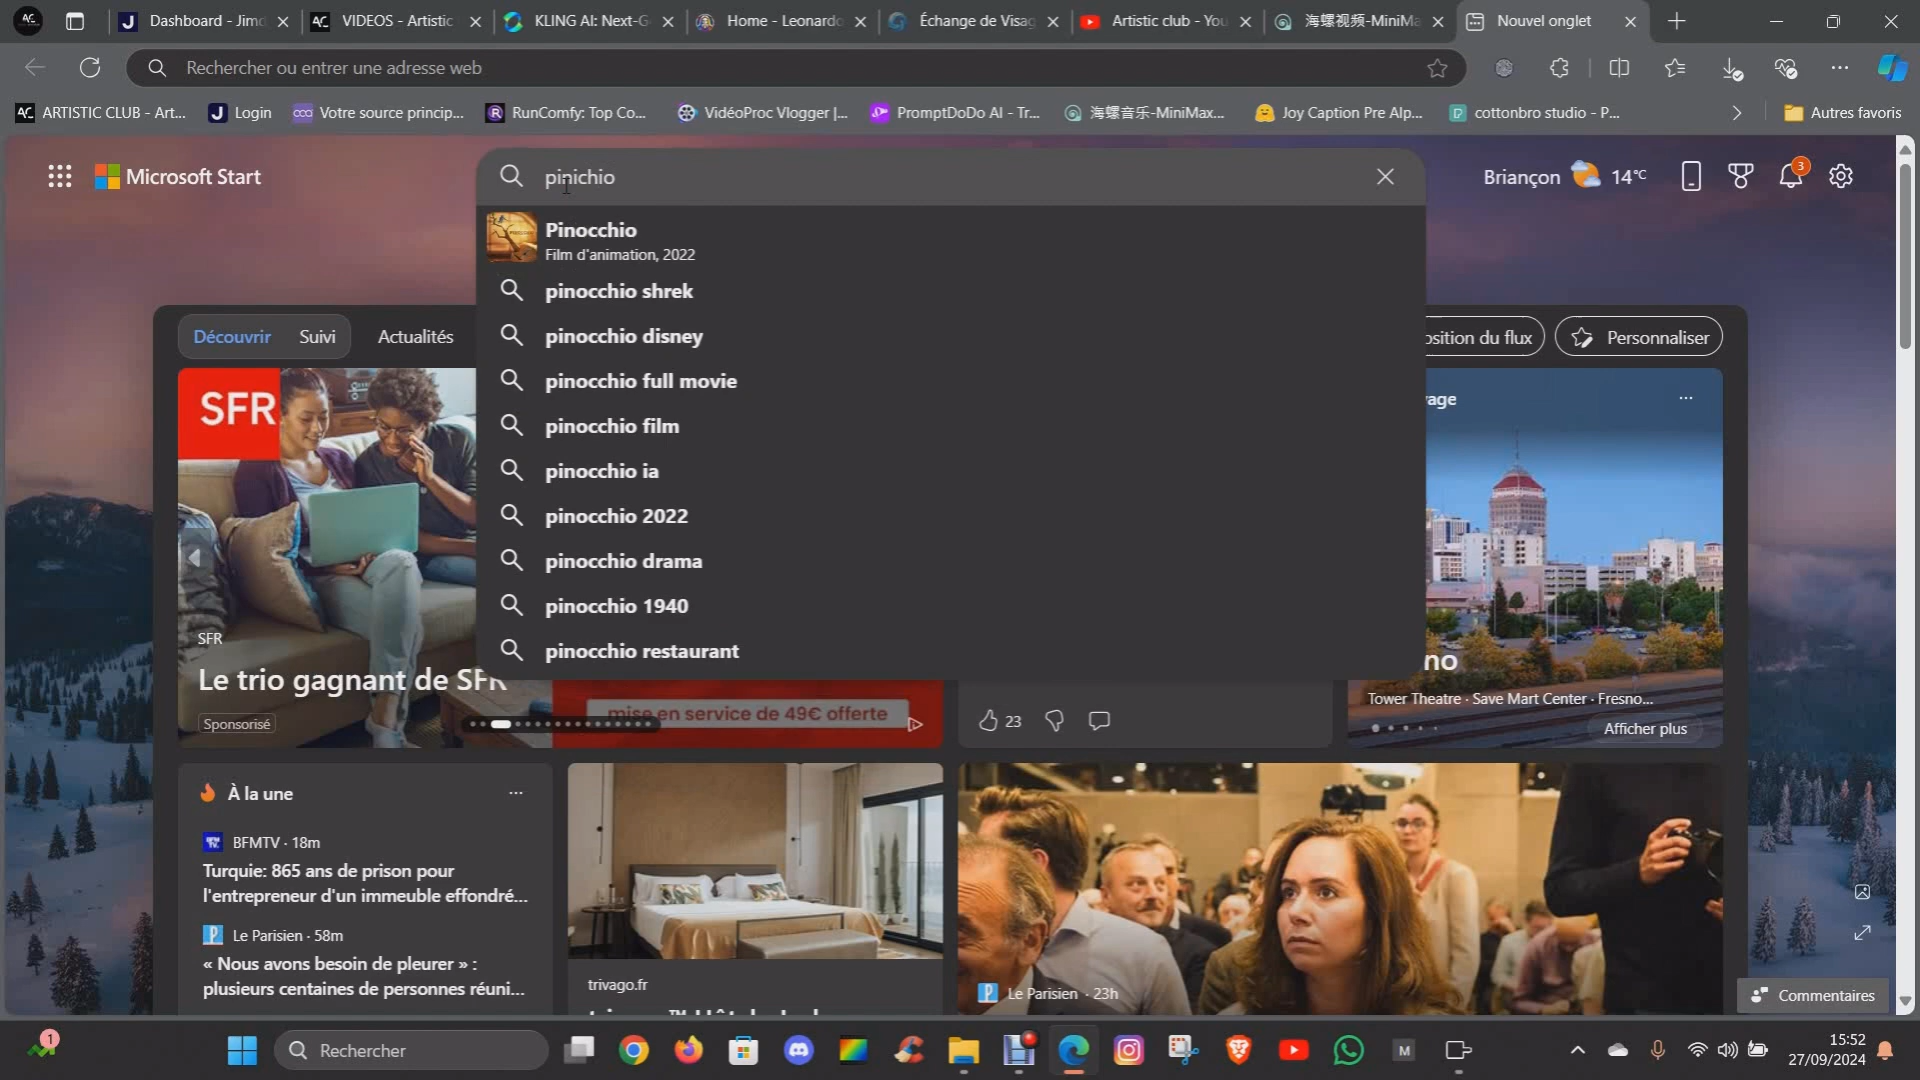 Dashboard - Jimd
VIDEOS - Artistic
KLING AI: Next-G
Home - Leonardo
Échange de Visag
Artistic club - You
海螺视频-MiniMa
Nouvel onglet
Rechercher ou entrer une adresse web
ARTISTIC CLUB - Art...
Login
Votre source princip...
RunComfy: Top Co...
VidéoProc Vlogger |...
PromptDoDo AI - Tr...
海螺音乐-MiniMax...
Joy Caption Pre Alp...
cottonbro studio - P...
Autres favoris
Microsoft Start
pinichio
Briançon
14°C
3
Pinocchio
Film d'animation, 2022
pinocchio shrek
pinocchio disney
pinocchio full movie
pinocchio film
pinocchio ia
pinocchio 2022
pinocchio drama
pinocchio 1940
pinocchio restaurant
Découvrir
Suivi
Actualités
osition du flux
Personnaliser
SFR
age
SFR
Le trio gagnant de SFR
Sponsorisé
mise en service de 49€ offerte
23
no
Tower Theatre · Save Mart Center · Fresno...
Afficher plus
À la une
BFMTV · 18m
Turquie: 865 ans de prison pour
l'entrepreneur d'un immeuble effondré...
Le Parisien · 58m
« Nous avons besoin de pleurer » :
plusieurs centaines de personnes réuni...
trivago.fr
Le Parisien · 23h
Commentaires
1
Rechercher
M
15:52
27/09/2024